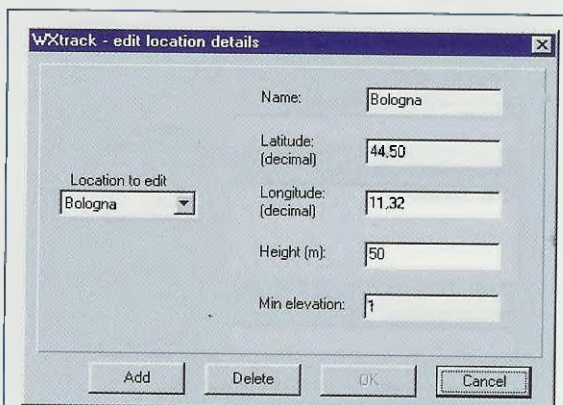 WXtrack - edit location details
Name:
Bologna
Latitude:
(decimal)
44,50
Location to edit
Bologna
Longitude:
(decimal)
11,32
Height (m):
50
Min elevation:
1
Add
Delete
OK
Cancel